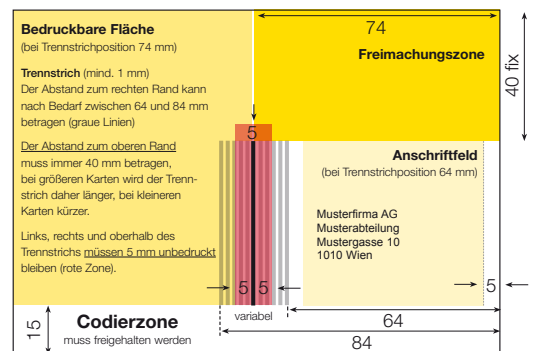 Bedruckbare Fläche
(bei Trennstrichposition 74 mm)
Trennstrich (mind. 1 mm)
Der Abstand zum rechten Rand kann
nach Bedarf zwischen 64 und 84 mm
betragen (graue Linien)
Der Abstand zum oberen Rand
muss immer 40 mm betragen,
bei größeren Karten wird der Trenn-
strich daher länger, bei kleineren
Karten kürzer.
Links, rechts und oberhalb des
Trennstrichs müssen 5 mm unbedruckt
bleiben (rote Zone).
74
Freimachungszone
40 fix
5
Anschriftfeld
(bei Trennstrichposition 64 mm)
Musterfirma AG
Musterabteilung
Mustergasse 10
1010 Wien
5 5
5
variabel
15
Codierzone
muss freigehalten werden
64
84